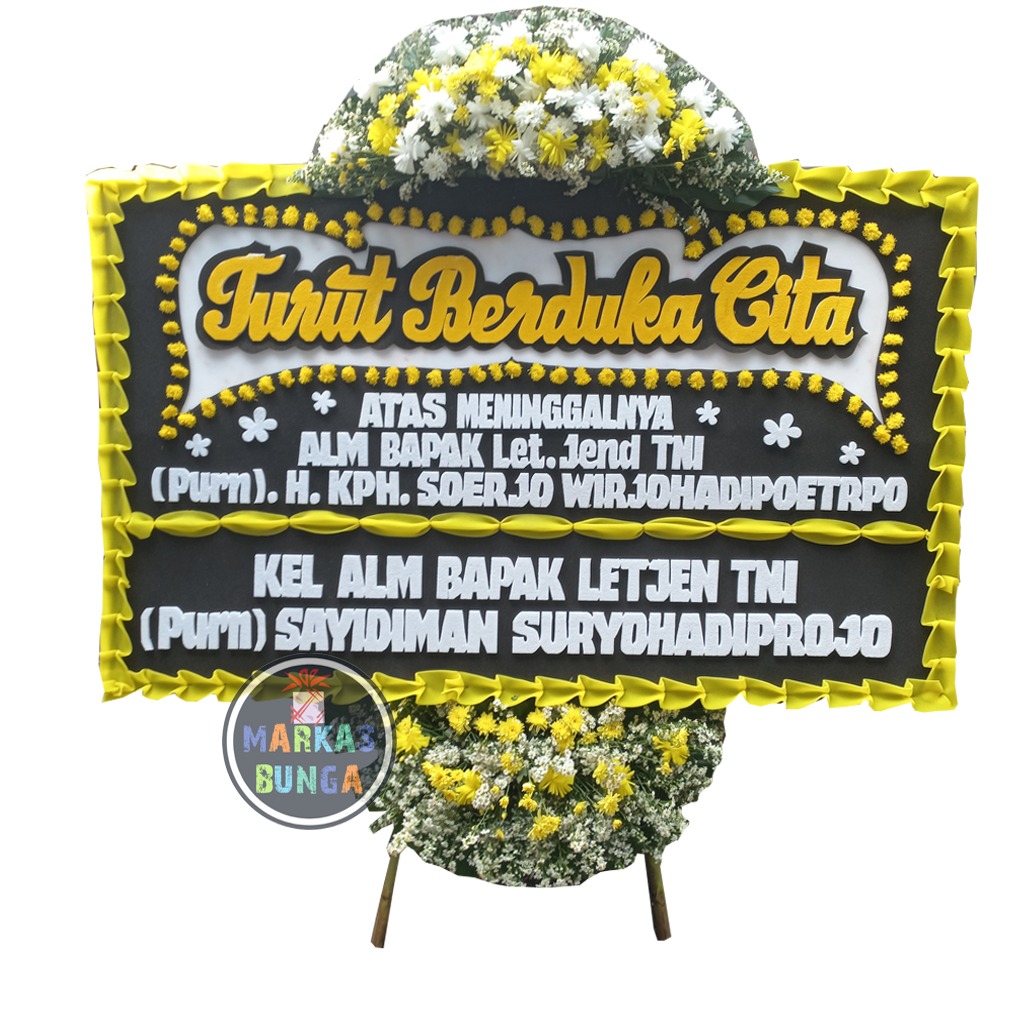 Turut Berduka Cita
ATAS MENINGGALNYA
ALM BAPAK Let. Jend TNI
(Purn). H. KPH. SOERJO WIRJOHADIPOETRPO
KEL ALM BAPAK LETJEN TNI
(Purn) SAYIDIMAN SURYOHADIPROJO
MARKAS
BUNGA